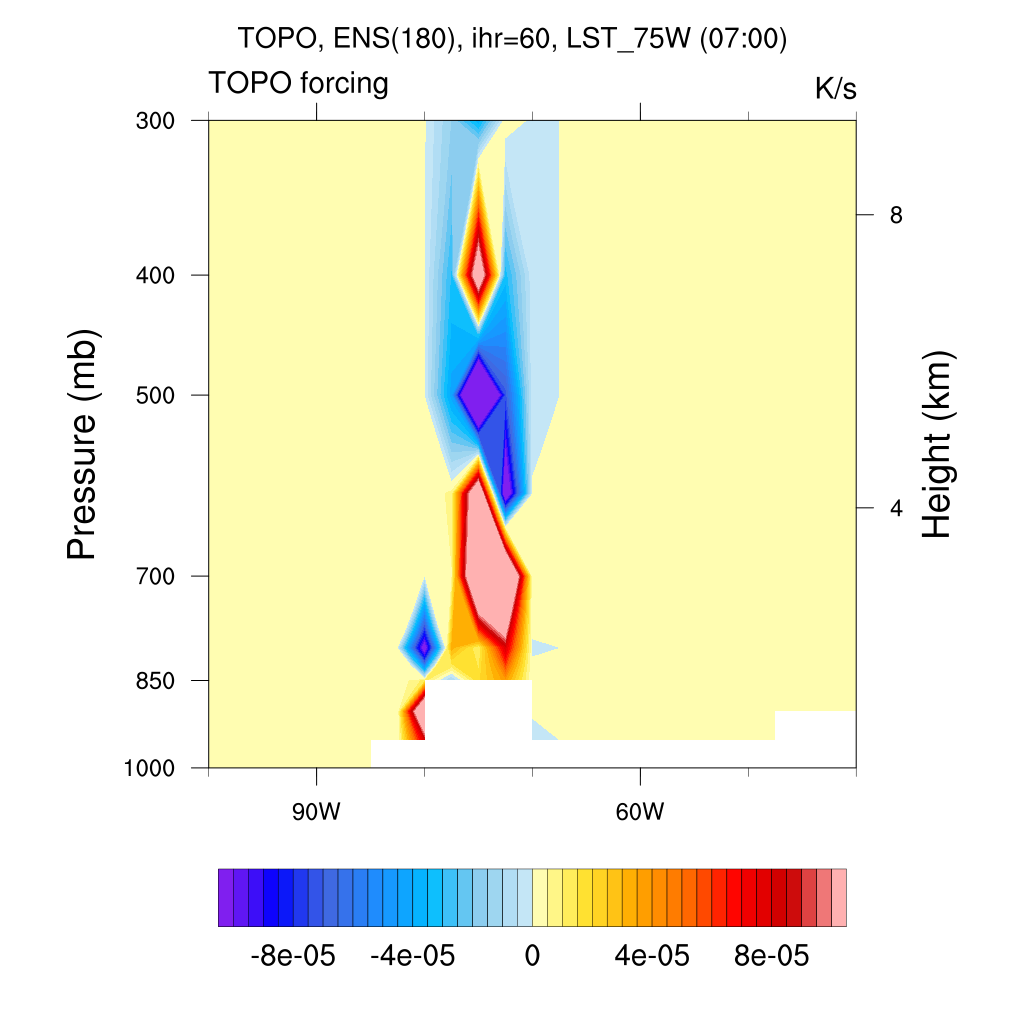 TOPO, ENS(180), ihr=60, LST_75W (07:00)
TOPO forcing
K/s
300
400
500
700
850
1000
Pressure (mb)
8
4
Height (km)
90W
60W
-8e-05
-4e-05
0
4e-05
8e-05